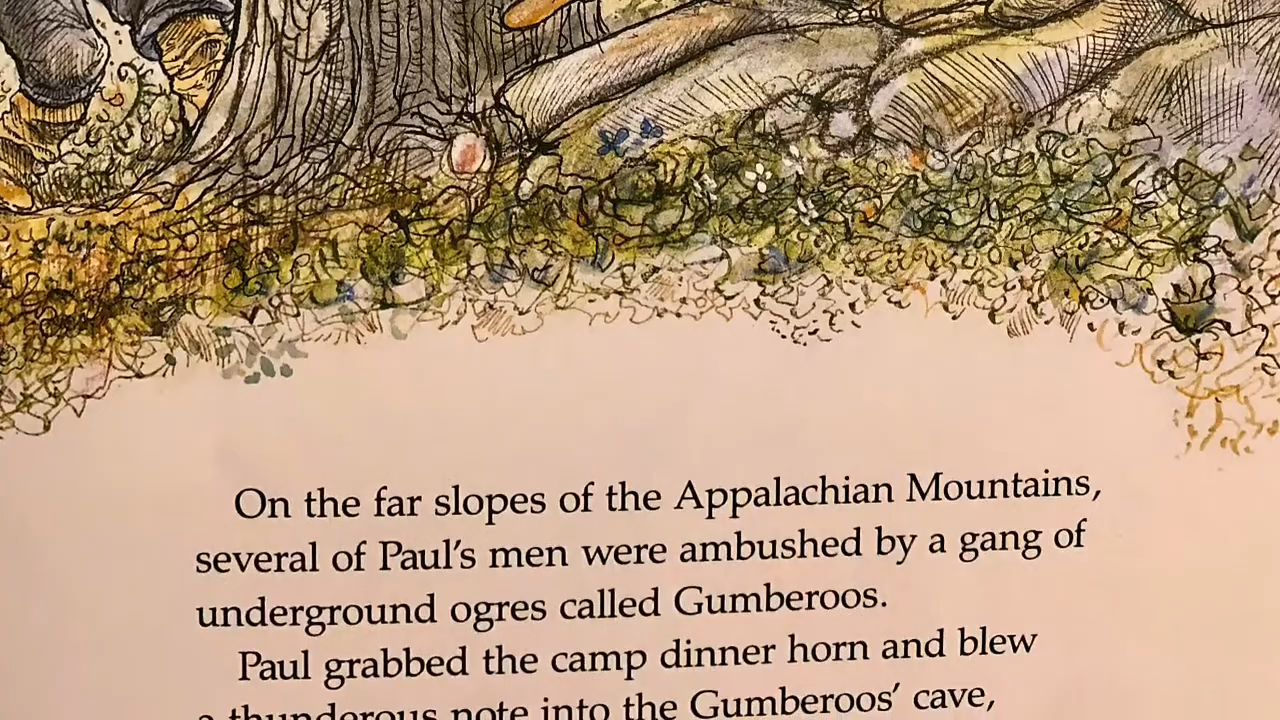 On the far slopes of the Appalachian Mountains,
several of Paul's men were ambushed by a gang of
underground ogres called Gumberoos.
Paul grabbed the camp dinner horn and blew
a thunderous note into the Gumberoos' cave,